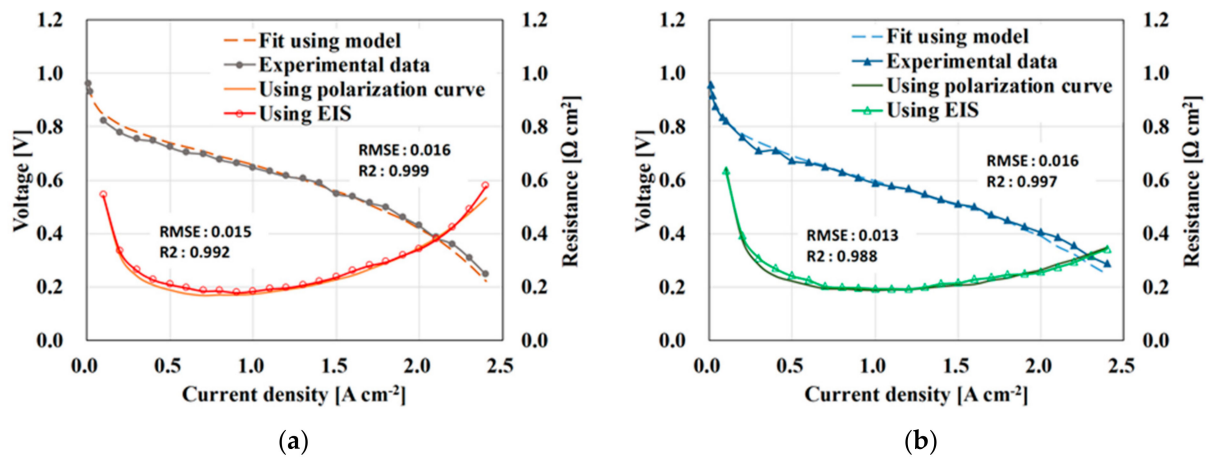 1.2
1.0
0.8
0.6
0.4
0.2
0.0
Voltage [V]
Fit using model
Experimental data
Using polarization curve
Using EIS
RMSE : 0.016
R2 : 0.999
RMSE : 0.015
R2 : 0.992
1.2
1.0
0.8
0.6
0.4
0.2
0.0
Resistance [Ω cm²]
0.0 0.5 1.0 1.5 2.0 2.5
Current density [A cm⁻²]
(a)
1.2
1.0
0.8
0.6
0.4
0.2
0.0
Voltage [V]
Fit using model
Experimental data
Using polarization curve
Using EIS
RMSE : 0.016
R2 : 0.997
RMSE : 0.013
R2 : 0.988
1.2
1.0
0.8
0.6
0.4
0.2
0.0
Resistance [Ω cm²]
0.0 0.5 1.0 1.5 2.0 2.5
Current density [A cm⁻²]
(b)